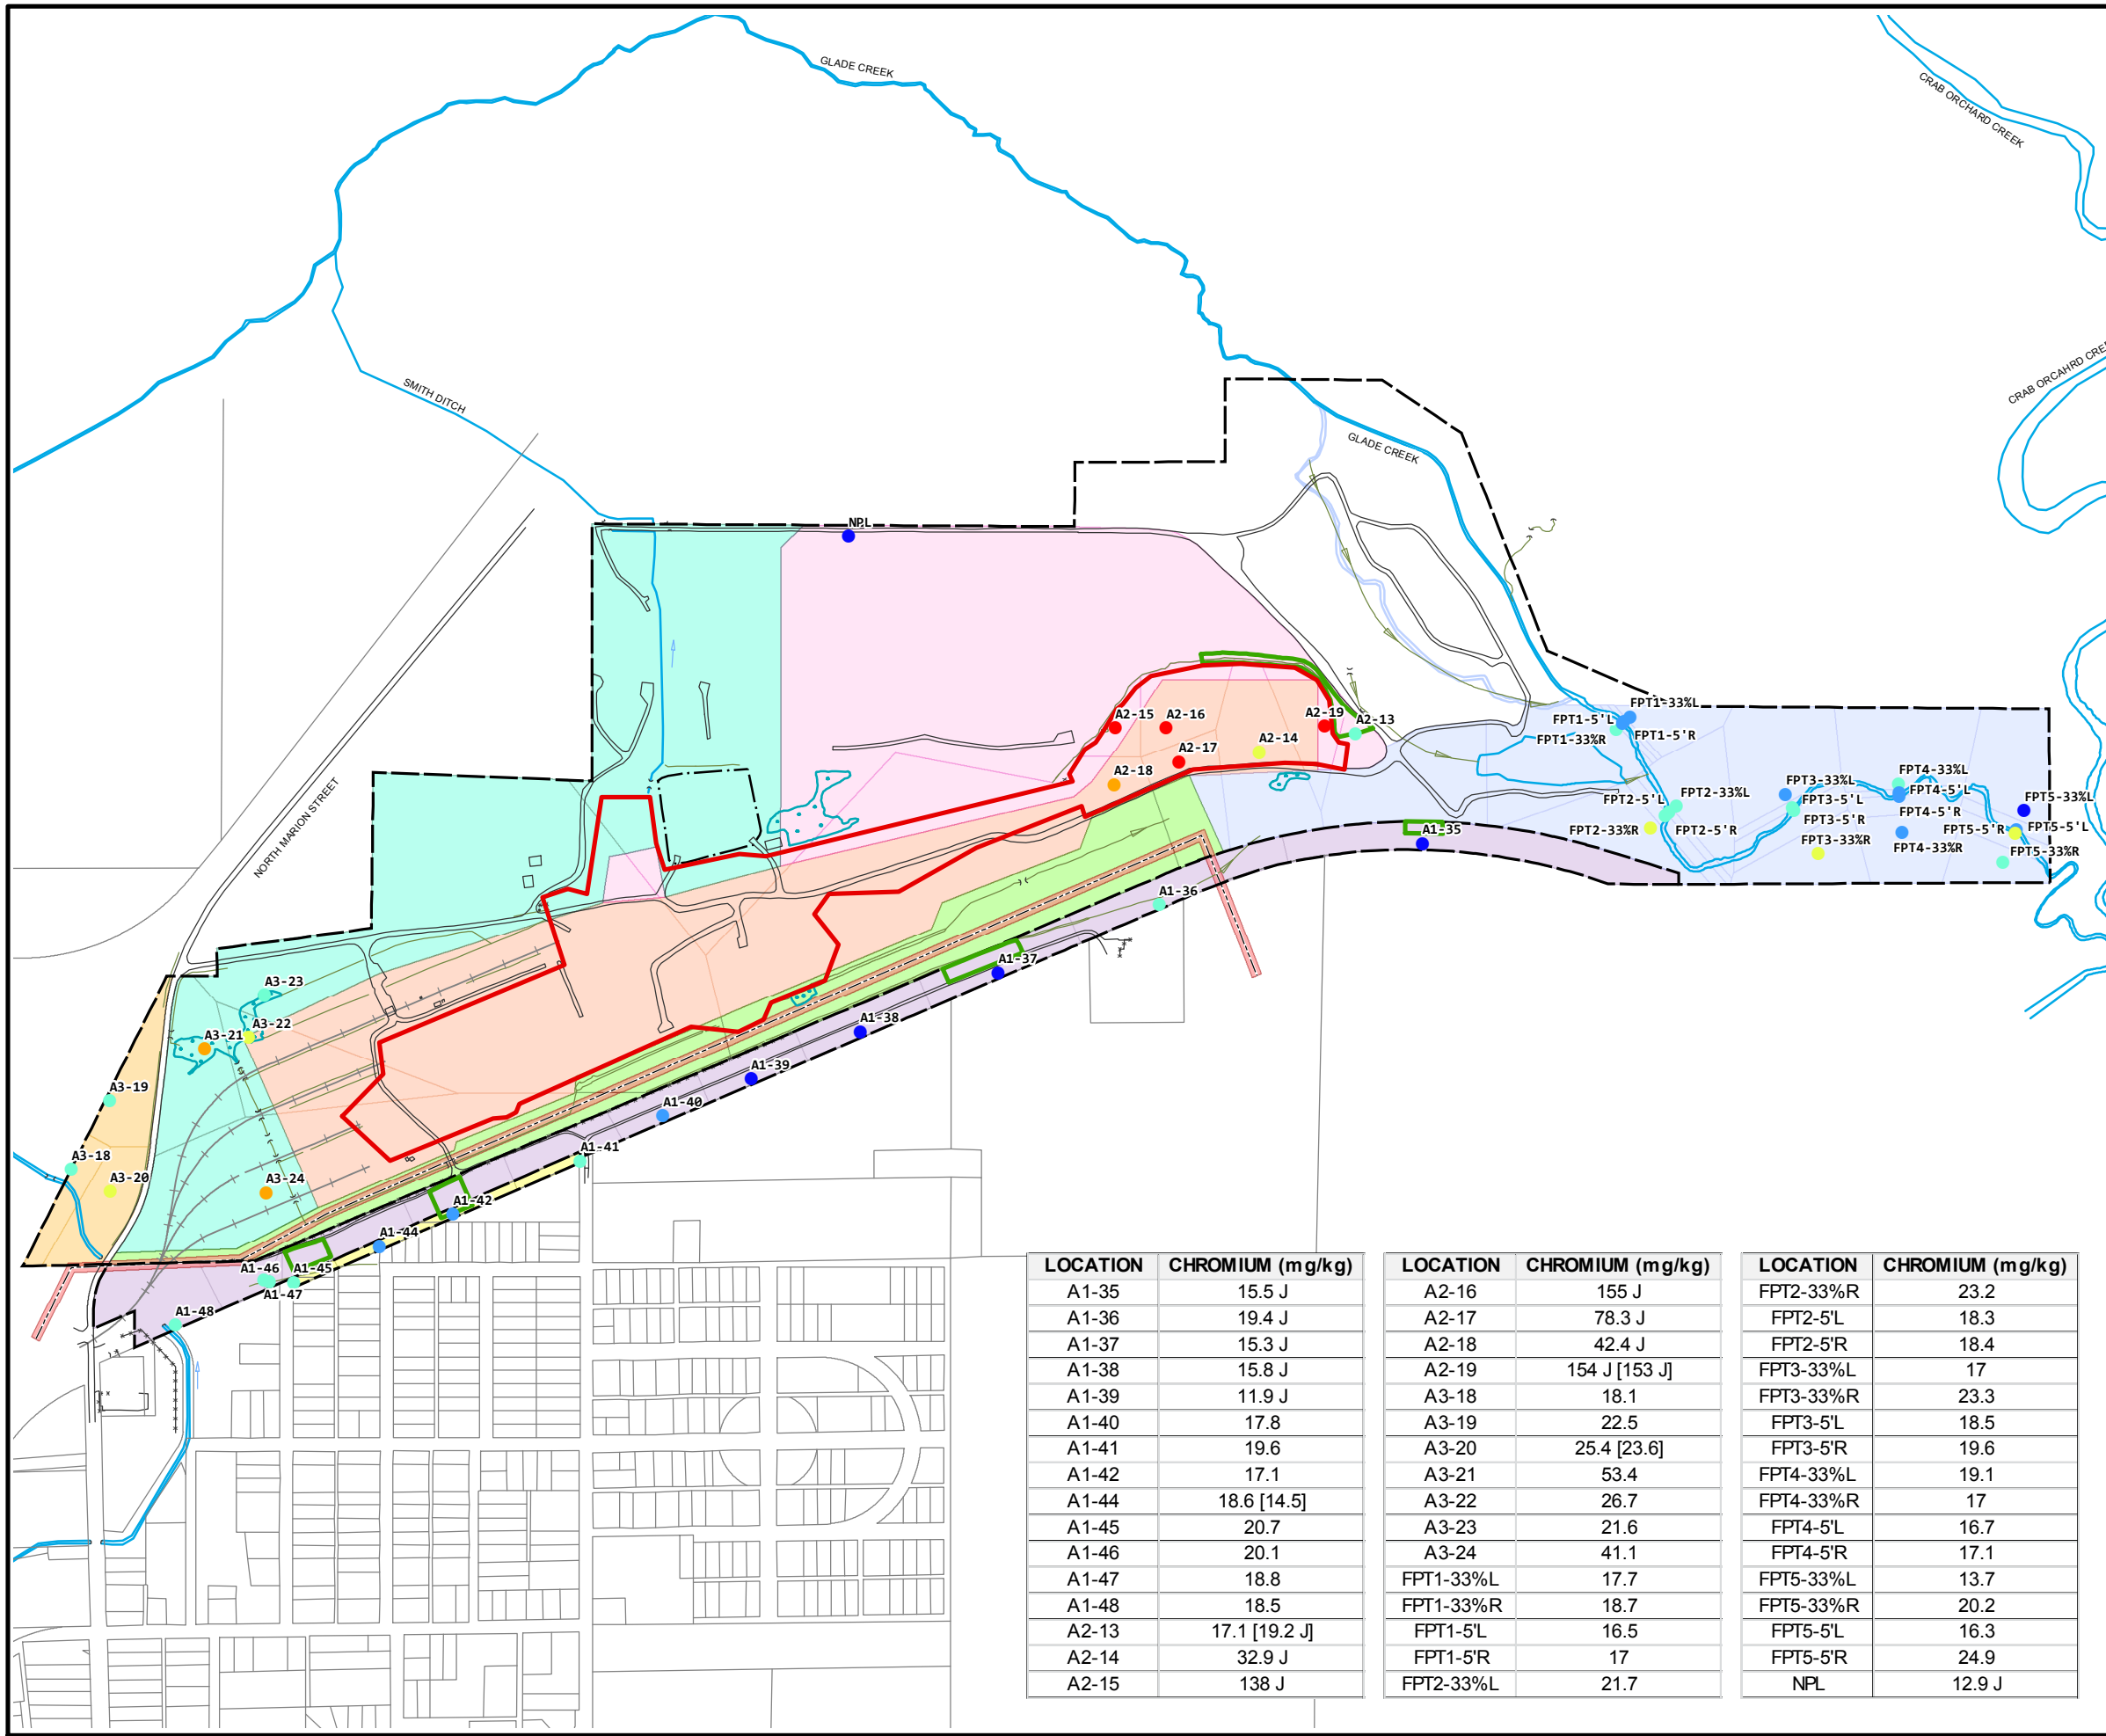 GLADE CREEK
CRAB ORCHARD CREEK
CRAB ORCAHRD CRE
SMITH DITCH
NORTH MARION STREET
GLADE CREEK
NPL
A2-15
A2-16
A2-19
A2-13
A2-14
A2-17
A2-18
FPT1-33%L
FPT1-5'L
FPT1-33%R
FPT1-5'R
FPT2-5'L
FPT2-33%L
FPT2-33%R
FPT2-5'R
FPT3-33%L
FPT3-5'L
FPT3-5'R
FPT3-33%R
FPT4-33%L
FPT4-5'L
FPT4-5'R
FPT4-33%R
FPT5-33%L
FPT5-5'R
FPT5-5'L
FPT5-33%R
A1-35
A1-36
A1-37
A1-38
A1-39
A1-40
A1-41
A1-42
A1-44
A1-45
A1-46
A1-47
A1-48
A3-23
A3-22
A3-21
A3-19
A3-18
A3-20
A3-24
LOCATION CHROMIUM (mg/kg) LOCATION CHROMIUM (mg/kg) LOCATION CHROMIUM (mg/kg)
A1-35 15.5 J A2-16 155 J FPT2-33%R 23.2
A1-36 19.4 J A2-17 78.3 J FPT2-5'L 18.3
A1-37 15.3 J A2-18 42.4 J FPT2-5'R 18.4
A1-38 15.8 J A2-19 154 J [153 J] FPT3-33%L 17
A1-39 11.9 J A3-18 18.1 FPT3-33%R 23.3
A1-40 17.8 A3-19 22.5 FPT3-5'L 18.5
A1-41 19.6 A3-20 25.4 [23.6] FPT3-5'R 19.6
A1-42 17.1 A3-21 53.4 FPT4-33%L 19.1
A1-44 18.6 [14.5] A3-22 26.7 FPT4-33%R 17
A1-45 20.7 A3-23 21.6 FPT4-5'L 16.7
A1-46 20.1 A3-24 41.1 FPT4-5'R 17.1
A1-47 18.8 FPT1-33%L 17.7 FPT5-33%L 13.7
A1-48 18.5 FPT1-33%R 18.7 FPT5-33%R 20.2
A2-13 17.1 [19.2 J] FPT1-5'L 16.5 FPT5-5'L 16.3
A2-14 32.9 J FPT1-5'R 17 FPT5-5'R 24.9
A2-15 138 J FPT2-33%L 21.7 NPL 12.9 J